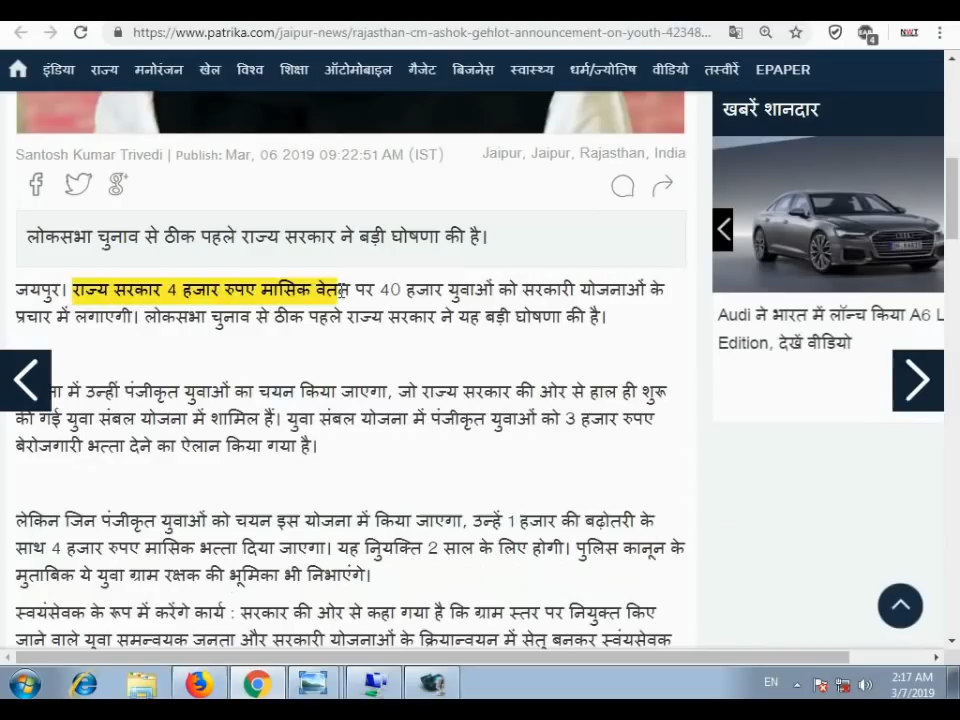 https://www.patrika.com/jaipur-news/rajasthan-cm-ashok-gehlot-announcement-on-youth-42348...
4
NWT
इंडिया राज्य मनोरंजन खेल विश्व शिक्षा ऑटोमोबाइल गैजेट बिजनेस स्वास्थ्य धर्म/ज्योतिष वीडियो तस्वीरें EPAPER
खबरें शानदार
Santosh Kumar Trivedi | Publish: Mar, 06 2019 09:22:51 AM (IST) Jaipur, Jaipur, Rajasthan, India
लोकसभा चुनाव से ठीक पहले राज्य सरकार ने बड़ी घोषणा की है।
जयपुर। राज्य सरकार 4 हजार रुपए मासिक पर 40 हजार युवाओं को सरकारी योजनाओं के
प्रचार में लगाएगी। लोकसभा चुनाव से ठीक पहले राज्य सरकार ने यह बड़ी घोषणा की है।
Audi ने भारत में लॉन्च किया A6 L
Edition, देखें वीडियो
में उन्हीं पंजीकृत युवाओं का चयन किया जाएगा, जो राज्य सरकार की ओर से हाल ही शुरू
की गई युवा संबल योजना में शामिल हैं। युवा संबल योजना में पंजीकृत युवाओं को 3 हजार रुपए
बेरोजगारी भत्ता देने का ऐलान किया गया है।
लेकिन जिन पंजीकृत युवाओं को चयन इस योजना में किया जाएगा, उन्हें 1 हजार की बढ़ोतरी के
साथ 4 हजार रुपए मासिक भत्ता दिया जाएगा। यह नियुक्ति 2 साल के लिए होगी। पुलिस कानून के
मुताबिक ये युवा ग्राम रक्षक की भूमिका भी निभाएंगे।
स्वयंसेवक के रूप में करेंगे कार्य : सरकार की ओर से कहा गया है कि ग्राम स्तर पर नियुक्त किए
जाने वाले युवा समन्वयक जनता और सरकारी योजनाओं के क्रियान्वयन में सेतु बनकर स्वंयसेवक
EN
2:17 AM
3/7/2019